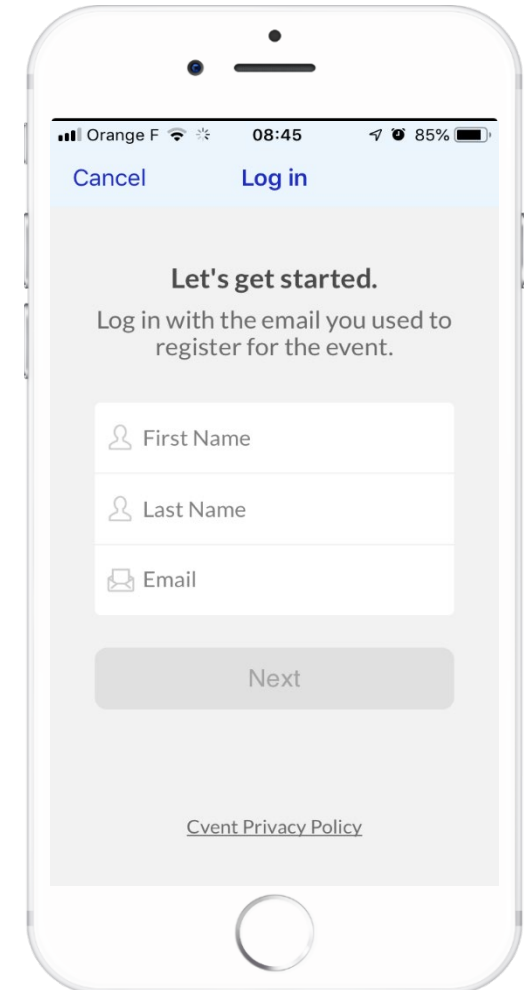 Orange F 08:45 85%
Cancel Log in
Let's get started.
Log in with the email you used to
register for the event.
First Name
Last Name
Email
Next
Cvent Privacy Policy